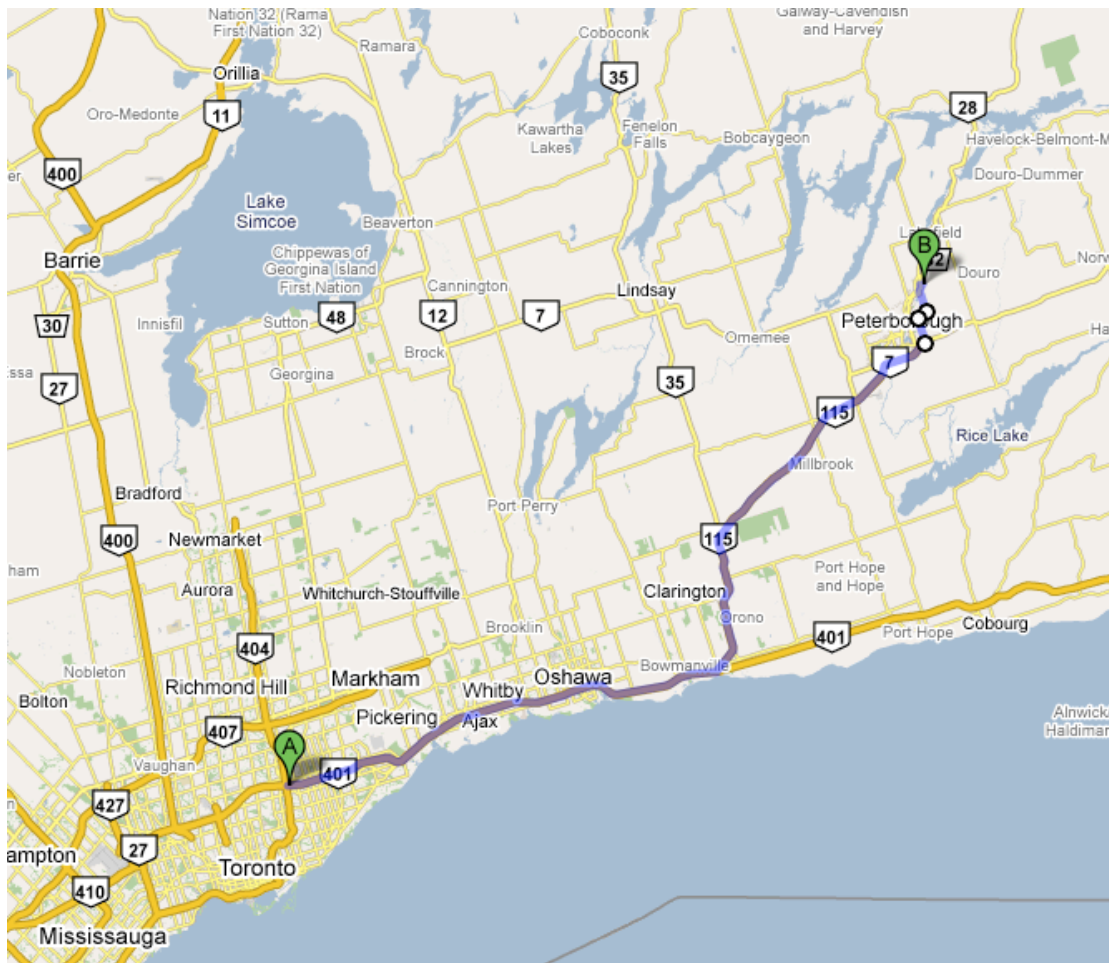 Nation 32 (Rama
First Nation 32)
Galway-Cavendish
and Harvey
Coboconk
Ramara
Orillia
35
28
Oro-Medonte
11
Kawartha
Lakes
Fenelon
Falls
Bobcaygeon
Havelock-Belmont-M
400
Douro-Dummer
Lake
Simcoe
Beaverton
B
Barrie
Chippewas of
Georgina Island
First Nation
Cannington
Lindsay
Douro
Norw
30
Innisfil
Sutton
48
12
7
Peterborough
Omemee
Ha
Brock
27
Georgina
35
7
115
Rice Lake
Millbrook
Bradford
Port Perry
400
Newmarket
115
Aurora
Whitchurch-Stouffville
Clarington
Port Hope
and Hope
Orono
Brooklin
404
401
Port Hope
Cobourg
Nobleton
Richmond Hill
Markham
Oshawa
Bowmanville
Bolton
Whitby
Pickering
Ajax
407
Alnwick
Haldiman
A
Vaughan
401
427
27
ampton
Toronto
410
Mississauga